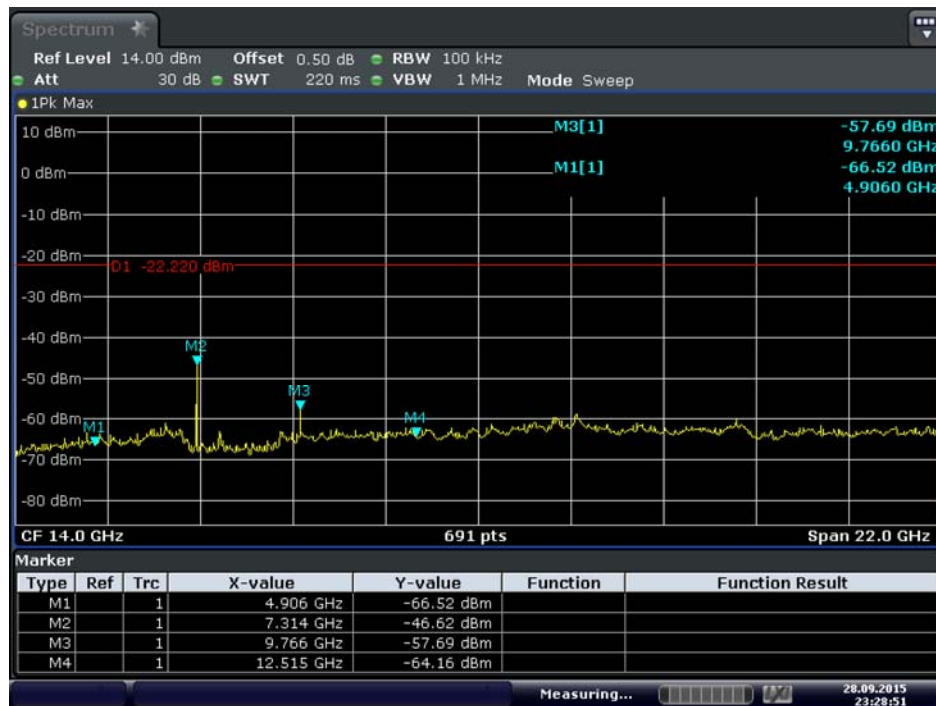 Spectrum
Ref Level 14.00 dBm Offset 0.50 dB RBW 100 kHz
Att 30 dB SWT 220 ms VBW 1 MHz Mode Sweep
1Pk Max
M3[1] -57.69 dBm
9.7660 GHz
M1[1] -66.52 dBm
4.9060 GHz
10 dBm
0 dBm
-10 dBm
-20 dBm
D1 -22.220 dBm
-30 dBm
-40 dBm
M2
-50 dBm
M3
-60 dBm
M1
M4
-70 dBm
-80 dBm
CF 14.0 GHz 691 pts Span 22.0 GHz
Marker
Type Ref Trc X-value Y-value Function Function Result
M1 1 4.906 GHz -66.52 dBm
M2 1 7.314 GHz -46.62 dBm
M3 1 9.766 GHz -57.69 dBm
M4 1 12.515 GHz -64.16 dBm
Measuring... 28.09.2015
23:28:51